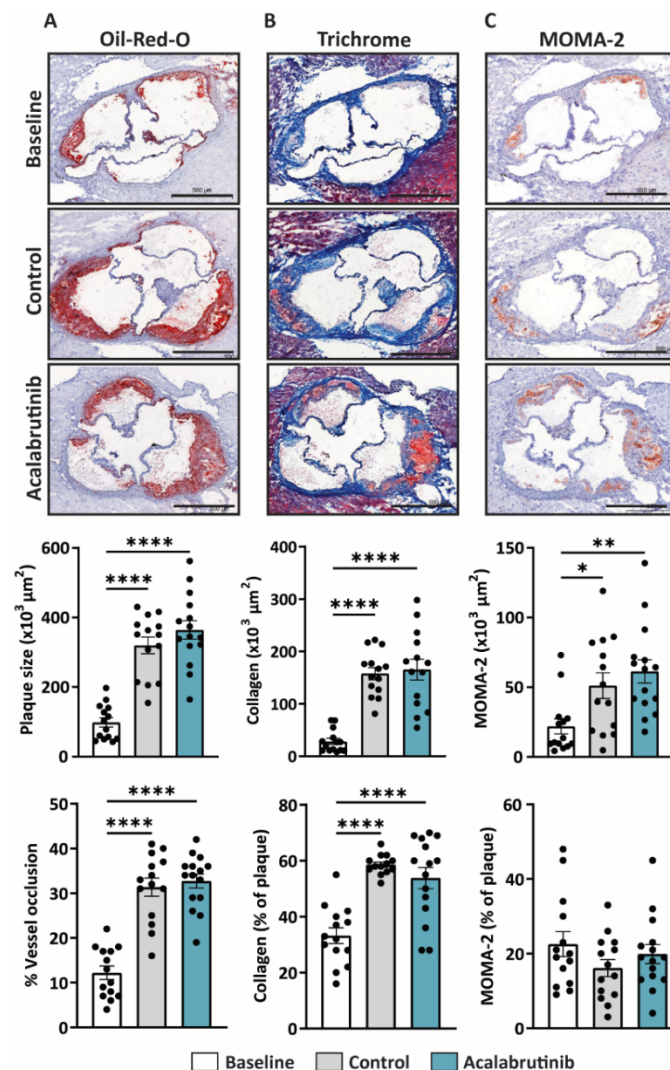 A
Oil-Red-O
B
Trichrome
C
MOMA-2
Baseline
Control
Acalabrutinib
Plaque size (x10³ µm²)
600
400
200
0
****
****
Collagen (x10³ µm²)
400
300
200
100
0
****
****
MOMA-2 (x10³ µm²)
150
100
50
0
**
*
% Vessel occlusion
50
40
30
20
10
0
****
****
Collagen (% of plaque)
80
60
40
20
0
****
****
MOMA-2 (% of plaque)
60
40
20
0
Baseline
Control
Acalabrutinib